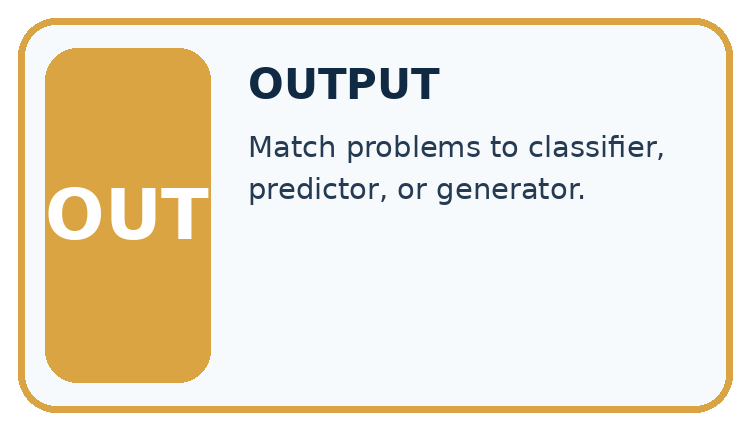 OUT
OUTPUT
Match problems to classifier,
predictor, or generator.